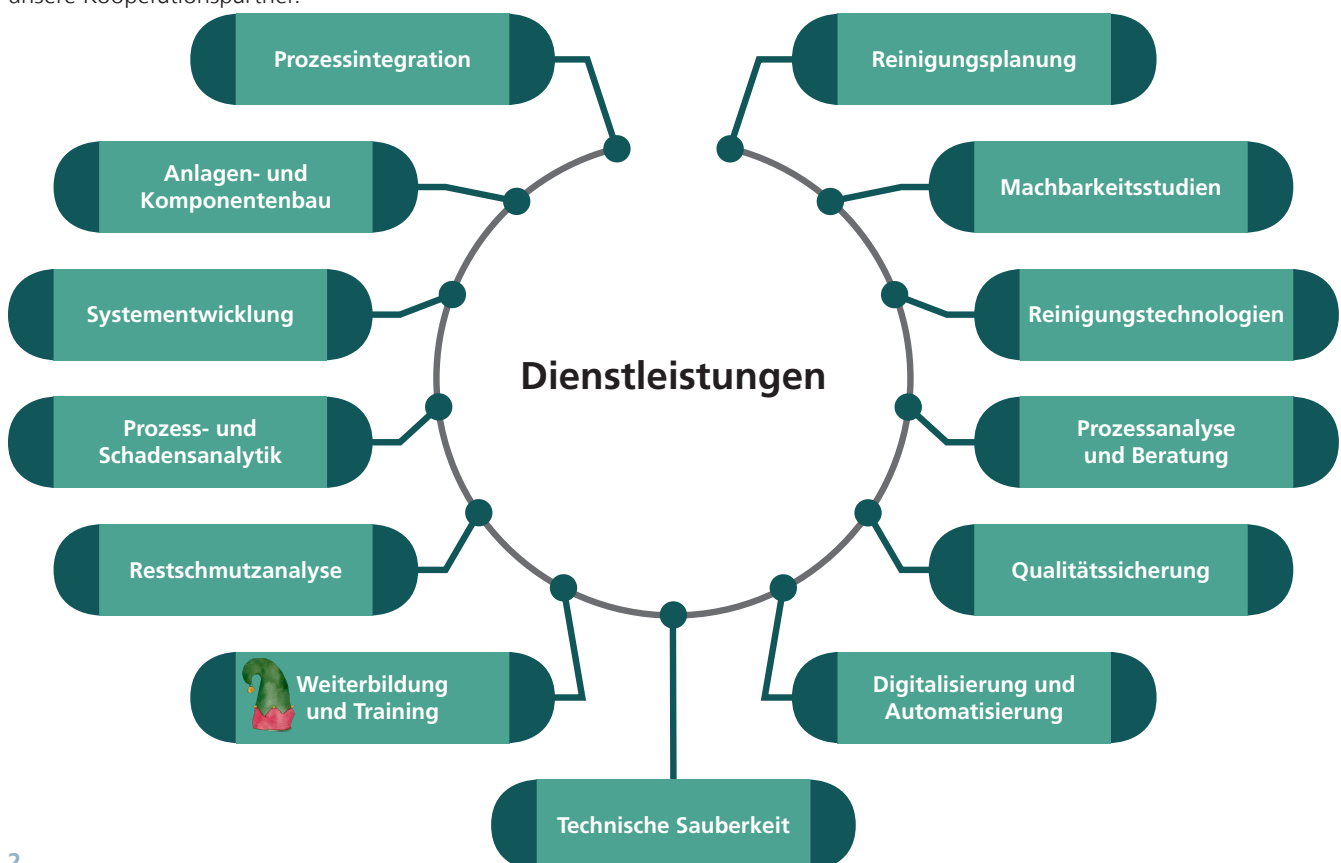 unsere Kooperationspartner.
Prozessintegration
Reinigungsplanung
Anlagen- und
Komponentenbau
Machbarkeitsstudien
Systementwicklung
Reinigungstechnologien
Dienstleistungen
Prozess- und
Schadensanalytik
Prozessanalyse
und Beratung
Restschmutzanalyse
Qualitätssicherung
Weiterbildung
und Training
Digitalisierung und
Automatisierung
Technische Sauberkeit
2